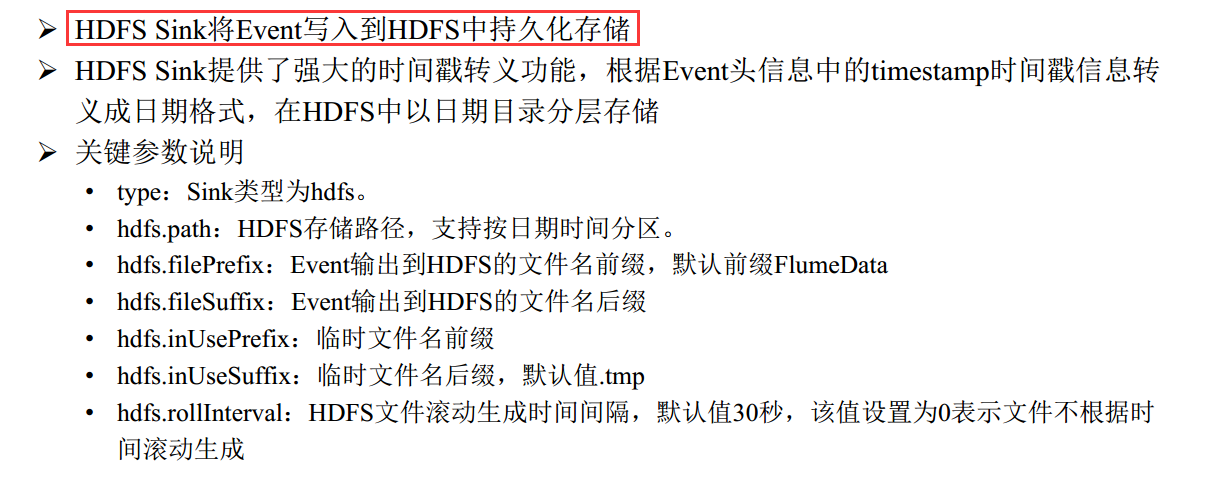 ➢ HDFS Sink将Event写入到HDFS中持久化存储
➢ HDFS Sink提供了强大的时间戳转义功能，根据Event头信息中的timestamp时间戳信息转
义成日期格式，在HDFS中以日期目录分层存储
➢ 关键参数说明
• type：Sink类型为hdfs。
• hdfs.path：HDFS存储路径，支持按日期时间分区。
• hdfs.filePrefix：Event输出到HDFS的文件名前缀，默认前缀FlumeData
• hdfs.fileSuffix：Event输出到HDFS的文件名后缀
• hdfs.inUsePrefix：临时文件名前缀
• hdfs.inUseSuffix：临时文件名后缀，默认值.tmp
• hdfs.rollInterval：HDFS文件滚动生成时间间隔，默认值30秒，该值设置为0表示文件不根据时
间滚动生成